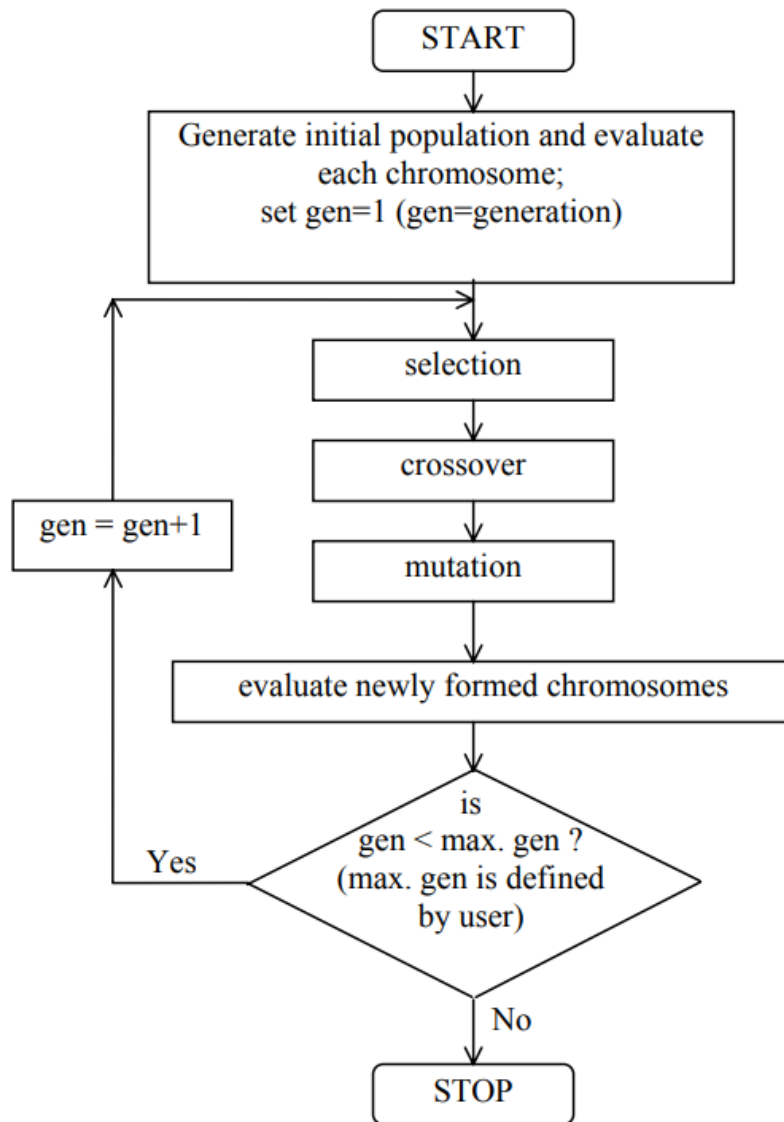 START
Generate initial population and evaluate
each chromosome;
set gen=1 (gen=generation)
selection
crossover
gen = gen+1
mutation
evaluate newly formed chromosomes
is
gen < max. gen ?
Yes
(max. gen is defined
by user)
No
STOP